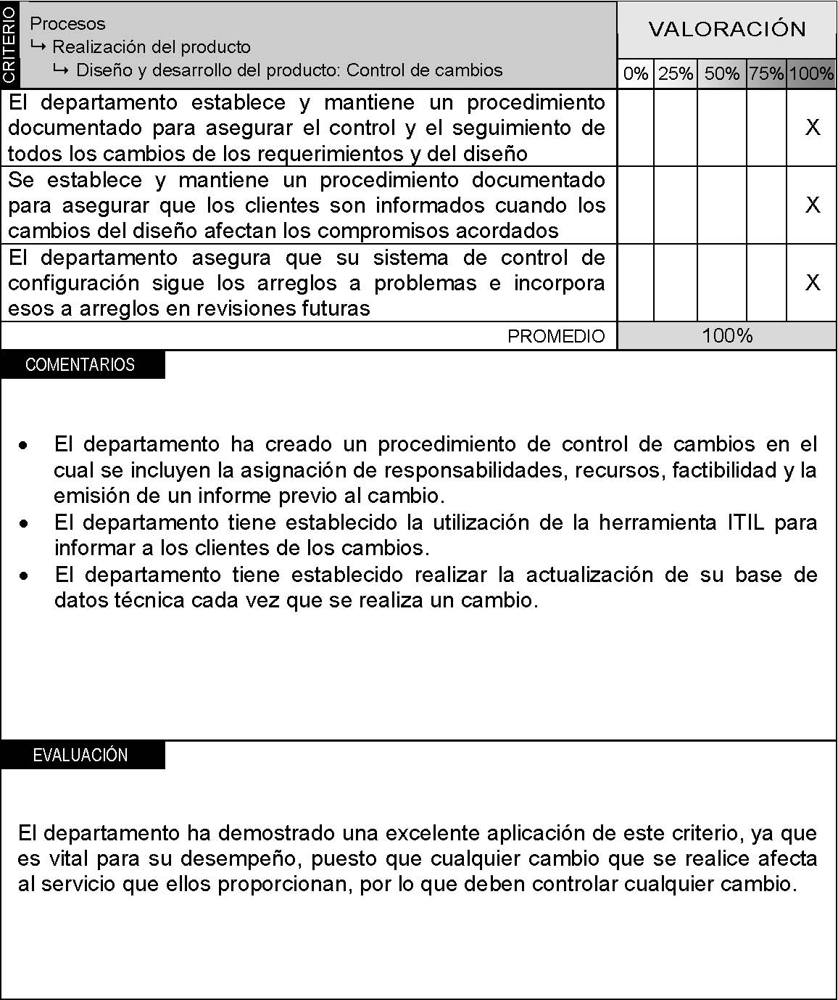 CRITERIO
Procesos
↳ Realización del producto
↳ Diseño y desarrollo del producto: Control de cambios
VALORACIÓN
0% 25% 50% 75% 100%
El departamento establece y mantiene un procedimiento
documentado para asegurar el control y el seguimiento de
todos los cambios de los requerimientos y del diseño
X
Se establece y mantiene un procedimiento documentado
para asegurar que los clientes son informados cuando los
cambios del diseño afectan los compromisos acordados
X
El departamento asegura que su sistema de control de
configuración sigue los arreglos a problemas e incorpora
esos a arreglos en revisiones futuras
X
PROMEDIO 100%
COMENTARIOS
• El departamento ha creado un procedimiento de control de cambios en el
cual se incluyen la asignación de responsabilidades, recursos, factibilidad y la
emisión de un informe previo al cambio.
• El departamento tiene establecido la utilización de la herramienta ITIL para
informar a los clientes de los cambios.
• El departamento tiene establecido realizar la actualización de su base de
datos técnica cada vez que se realiza un cambio.
EVALUACIÓN
El departamento ha demostrado una excelente aplicación de este criterio, ya que
es vital para su desempeño, puesto que cualquier cambio que se realice afecta
al servicio que ellos proporcionan, por lo que deben controlar cualquier cambio.